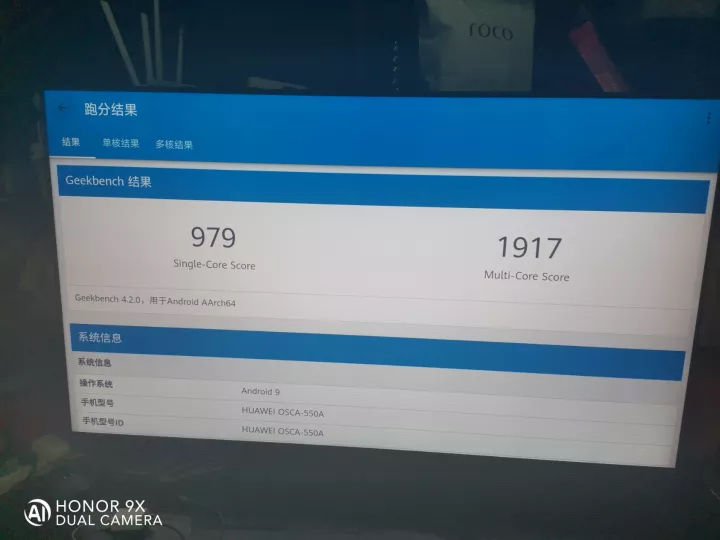 roco
跑分结果
结果 单核结果 多核结果
Geekbench 结果
979 1917
Single-Core Score Multi-Core Score
Geekbench 4.2.0，用于Android AArch64
系统信息
系统信息
操作系统 Android 9
手机型号 HUAWEI OSCA-550A
手机型号ID HUAWEI OSCA-550A
AI HONOR 9X
DUAL CAMERA